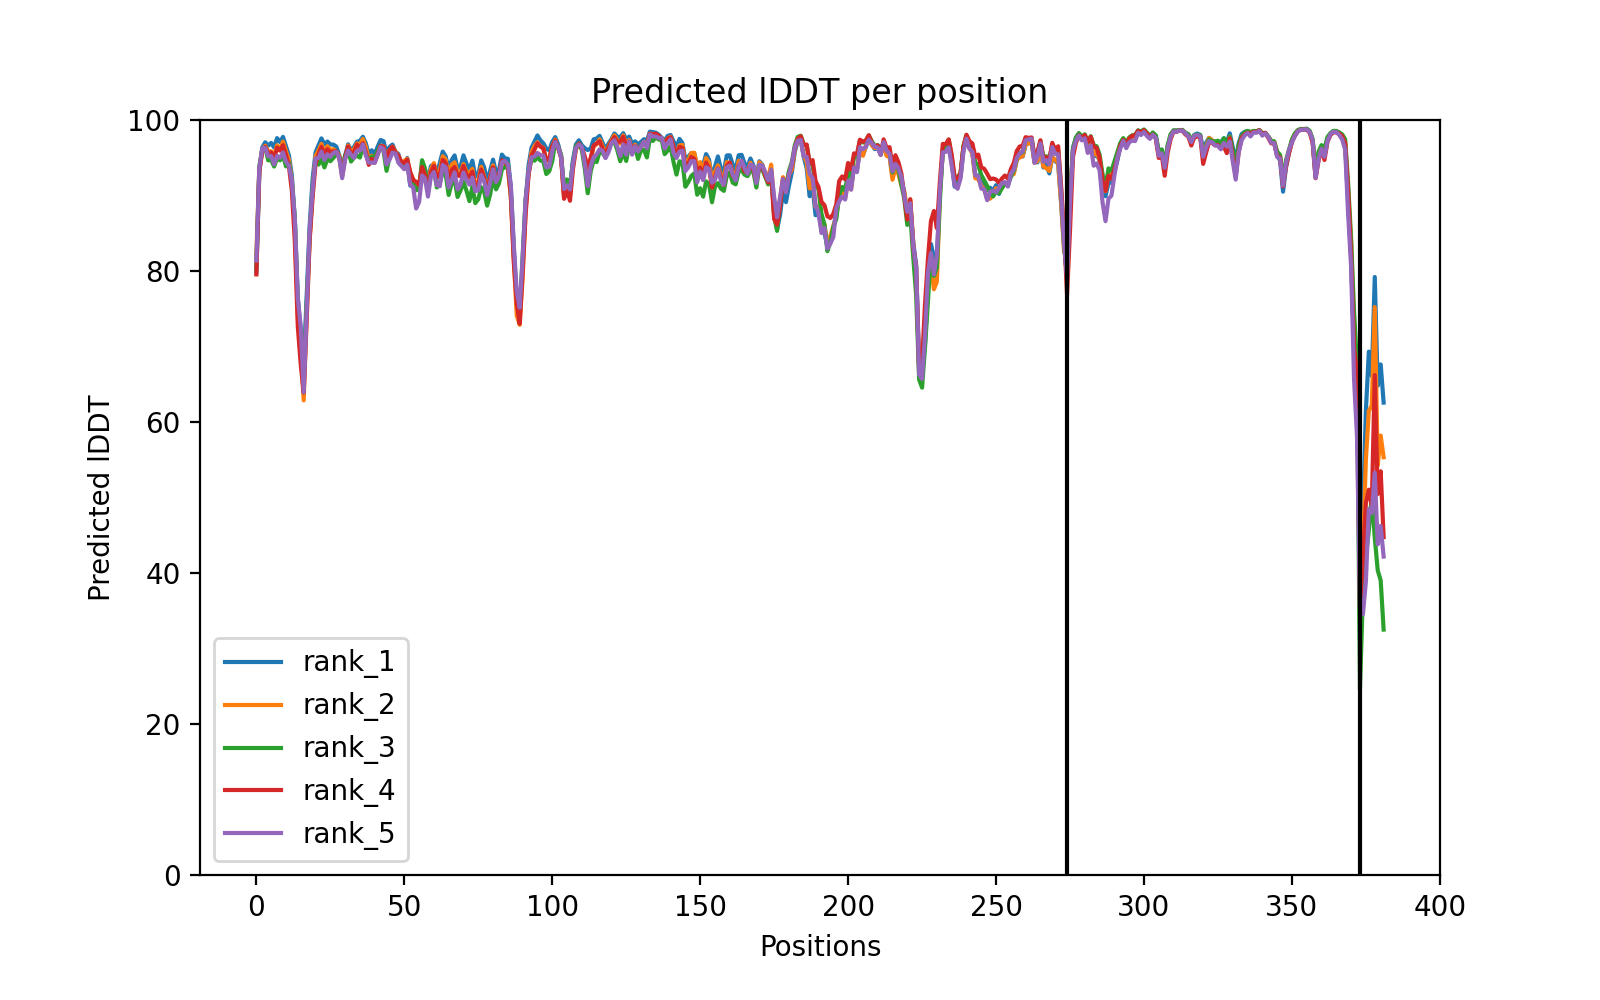 Predicted lDDT per position
100
80
60
40
20
0
Predicted lDDT
rank_1
rank_2
rank_3
rank_4
rank_5
0 50 100 150 200 250 300 350 400
Positions